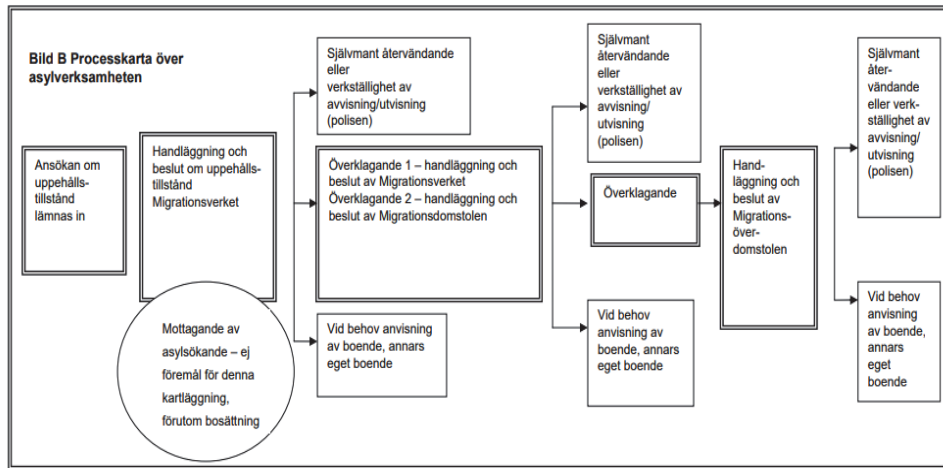 Bild B Processkarta över
asylverksamheten
Ansökan om
uppehålls-
tillstånd
lämnas in
Handläggning och
beslut om uppehålls-
tillstånd
Migrationsverket
Mottagande av
asylsökande – ej
föremål för denna
kartläggning,
förutom bosättning
Självmant återvändande
eller
verkställighet av
avvisning/utvisning
(polisen)
Överklagande 1 – handläggning och
beslut av Migrationsverket
Överklagande 2 – handläggning och
beslut av Migrationsdomstolen
Vid behov anvisning
av boende, annars
eget boende
Självmant
återvändande
eller
verkställighet av
avvisning/
utvisning
(polisen)
Överklagande
Vid behov
anvisning av
boende, annars
eget boende
Hand-
läggning och
beslut av
Migrations-
över-
domstolen
Självmant
åter-
vändande
eller verk-
ställighet av
avvisning/
utvisning
(polisen)
Vid behov
anvisning
av boende,
annars
eget
boende